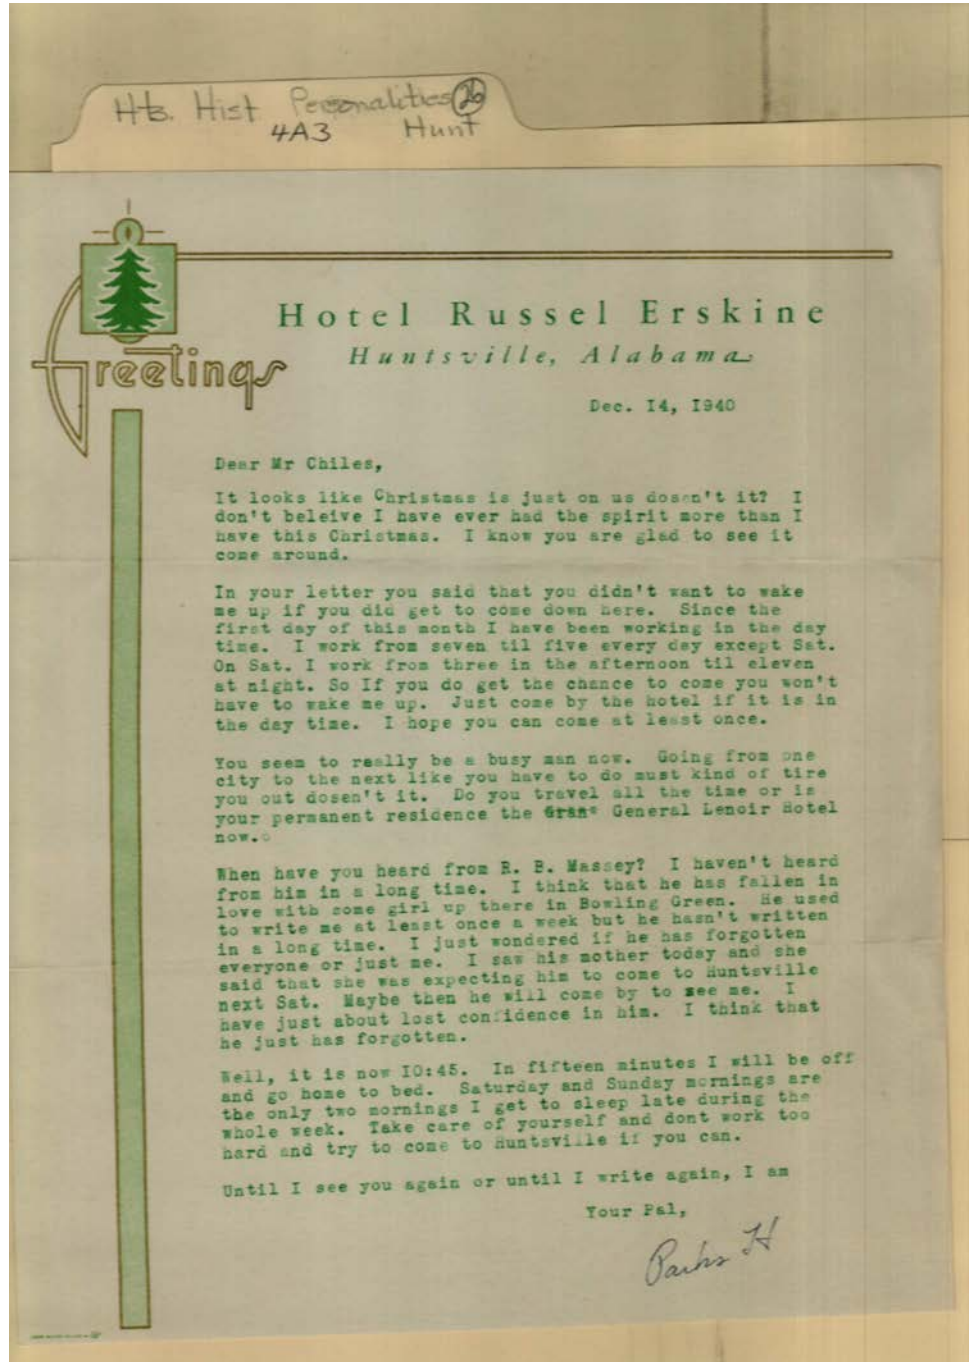 Hts. Hist Personalities 26
4A3 Hunt
Greetings
Hotel Russel Erskine
Huntsville, Alabama
Dec. I4, I940
Dear Mr Chiles,
It looks like Christmas is just on us dosen't it? I
don't beleive I have ever had the spirit more than I
have this Christmas. I know you are glad to see it
come around.
In your letter you said that you didn't want to wake
me up if you did get to come down here. Since the
first day of this month I have been working in the day
time. I work from seven til five every day except Sat.
On Sat. I work from three in the afternoon til eleven
at night. So If you do get the chance to come you won't
have to wake me up. Just come by the hotel if it is in
the day time. I hope you can come at least once.
You seem to really be a busy man now. Going from one
city to the next like you have to do must kind of tire
you out dosen't it. Do you travel all the time or is
your permanent residence the General Lenoir Hotel
now.
When have you heard from R. B. Massey? I haven't heard
from him in a long time. I think that he has fallen in
love with some girl up there in Bowling Green. He used
to write me at least once a week but he hasn't written
in a long time. I just wondered if he has forgotten
everyone or just me. I saw his mother today and she
said that she was expecting him to come to Huntsville
next Sat. Maybe then he will come by to see me. I
have just about lost confidence in him. I think that
he just has forgotten.
Well, it is now I0:45. In fifteen minutes I will be off
and go home to bed. Saturday and Sunday mornings are
the only two mornings I get to sleep late during the
whole week. Take care of yourself and dont work too
hard and try to come to Huntsville if you can.
Until I see you again or until I write again, I am
Your Pal,
Parks H